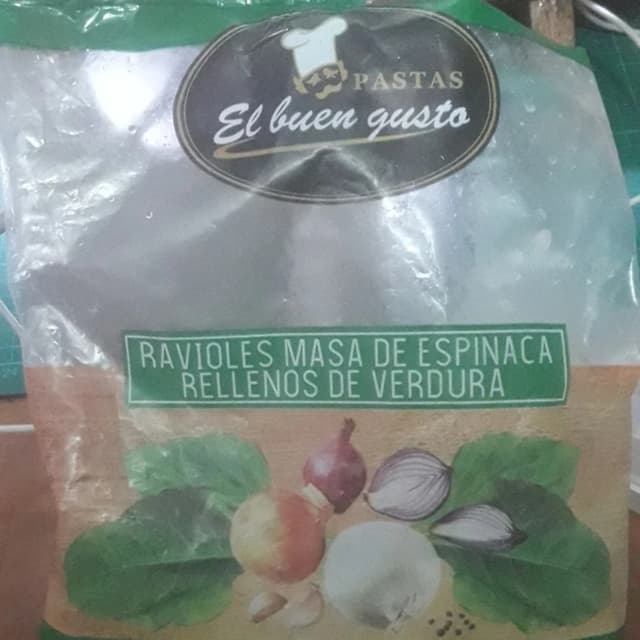 PASTAS
El buen gusto
RAVIOLES MASA DE ESPINACA
RELLENOS DE VERDURA